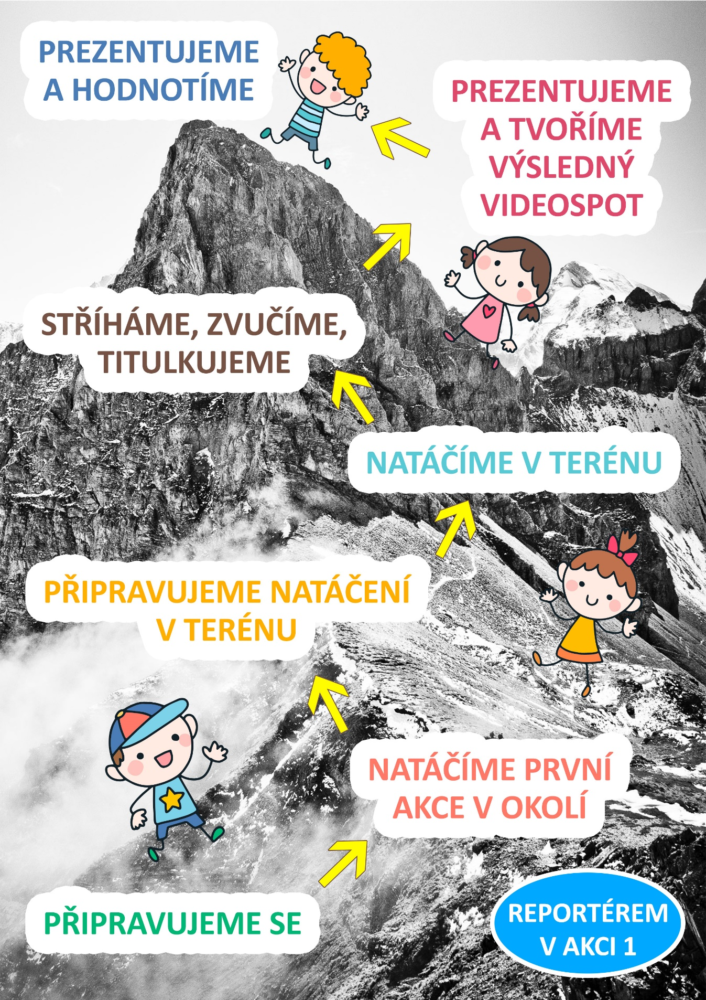 PREZENTUJEME
A HODNOTÍME
PREZENTUJEME
A TVOŘÍME
VÝSLEDNÝ
VIDEOSPOT
STŘÍHÁME, ZVUČÍME,
TITULKUJEME
NATÁČÍME V TERÉNU
PŘIPRAVUJEME NATÁČENÍ
V TERÉNU
NATÁČÍME PRVNÍ
AKCE V OKOLÍ
PŘIPRAVUJEME SE
REPORTÉREM
V AKCI 1